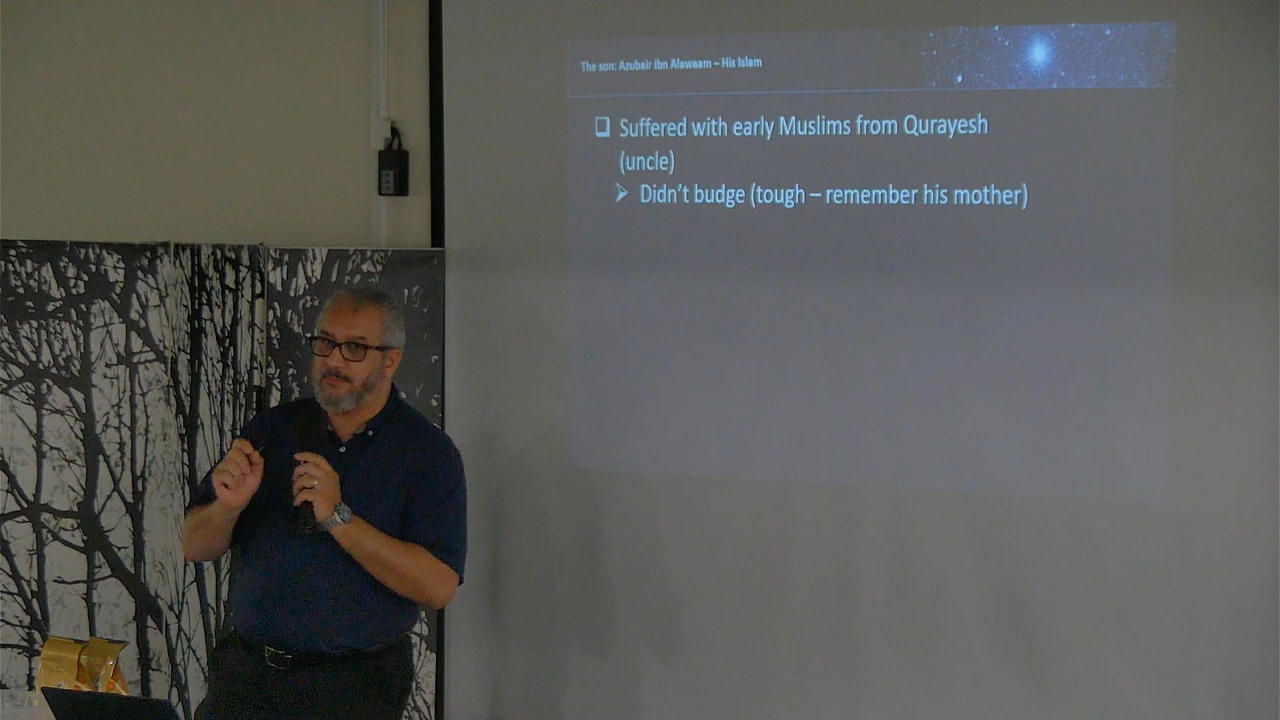 The son: Azubair ibn Alawaam – His Islam
❑ Suffered with early Muslims from Qurayesh
(uncle)
➢ Didn't budge (tough – remember his mother)